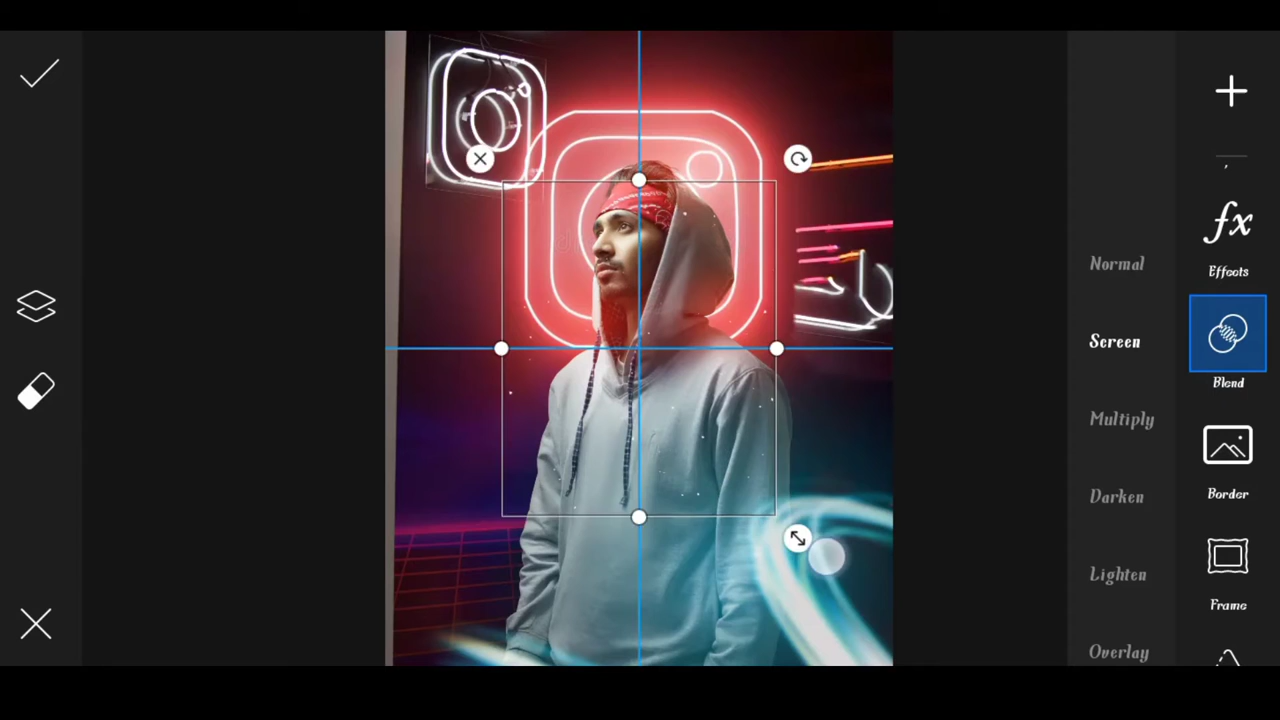 fx
Effects
Normal
Screen
Blend
Multiply
Border
Darken
Lighten
Frame
Overlay